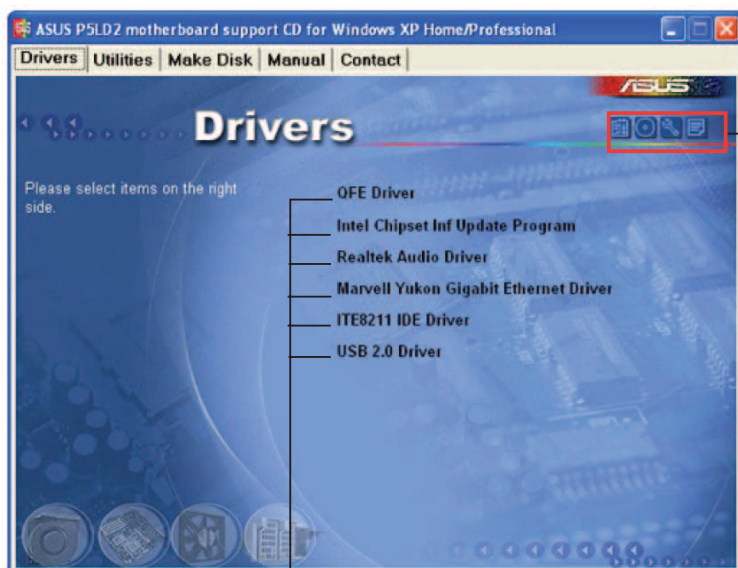 ASUS P5LD2 motherboard support CD for Windows XP Home/Professional
Drivers Utilities Make Disk Manual Contact
ASUS
Drivers
Please select items on the right
side.
QFE Driver
Intel Chipset Inf Update Program
Realtek Audio Driver
Marvell Yukon Gigabit Ethernet Driver
ITE8211 IDE Driver
USB 2.0 Driver